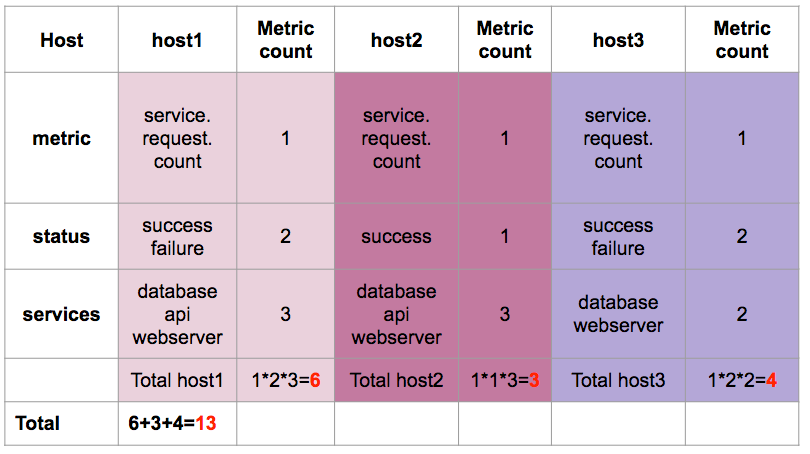 Host host1 Metric count host2 Metric count host3 Metric count
metric service. request. count 1 service. request. count 1 service. request. count 1
status success failure 2 success 1 success failure 2
services database api webserver 3 database api webserver 3 database webserver 2
Total host1 1*2*3=6 Total host2 1*1*3=3 Total host3 1*2*2=4
Total 6+3+4=13